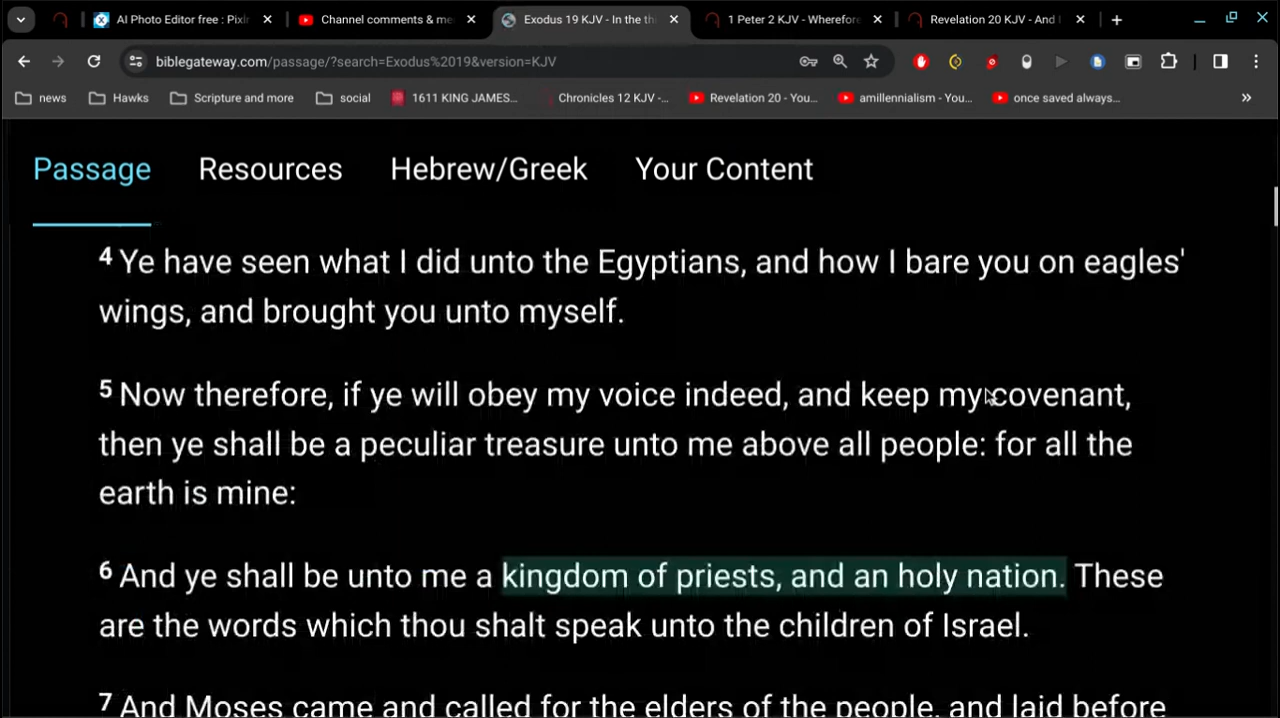 AI Photo Editor free : Pixlr
Channel comments & me
Exodus 19 KJV - In the th
1 Peter 2 KJV - Wherefore
Revelation 20 KJV - And I
biblegateway.com/passage/?search=Exodus%2019&version=KJV
news
Hawks
Scripture and more
social
1611 KING JAMES...
Chronicles 12 KJV -...
Revelation 20 - You...
amillennialism - You...
once saved always...
»
Passage
Resources
Hebrew/Greek
Your Content
4 Ye have seen what I did unto the Egyptians, and how I bare you on eagles'
wings, and brought you unto myself.
5 Now therefore, if ye will obey my voice indeed, and keep my covenant,
then ye shall be a peculiar treasure unto me above all people: for all the
earth is mine:
6 And ye shall be unto me a kingdom of priests, and an holy nation. These
are the words which thou shalt speak unto the children of Israel.
7 And Moses came and called for the elders of the people, and laid before